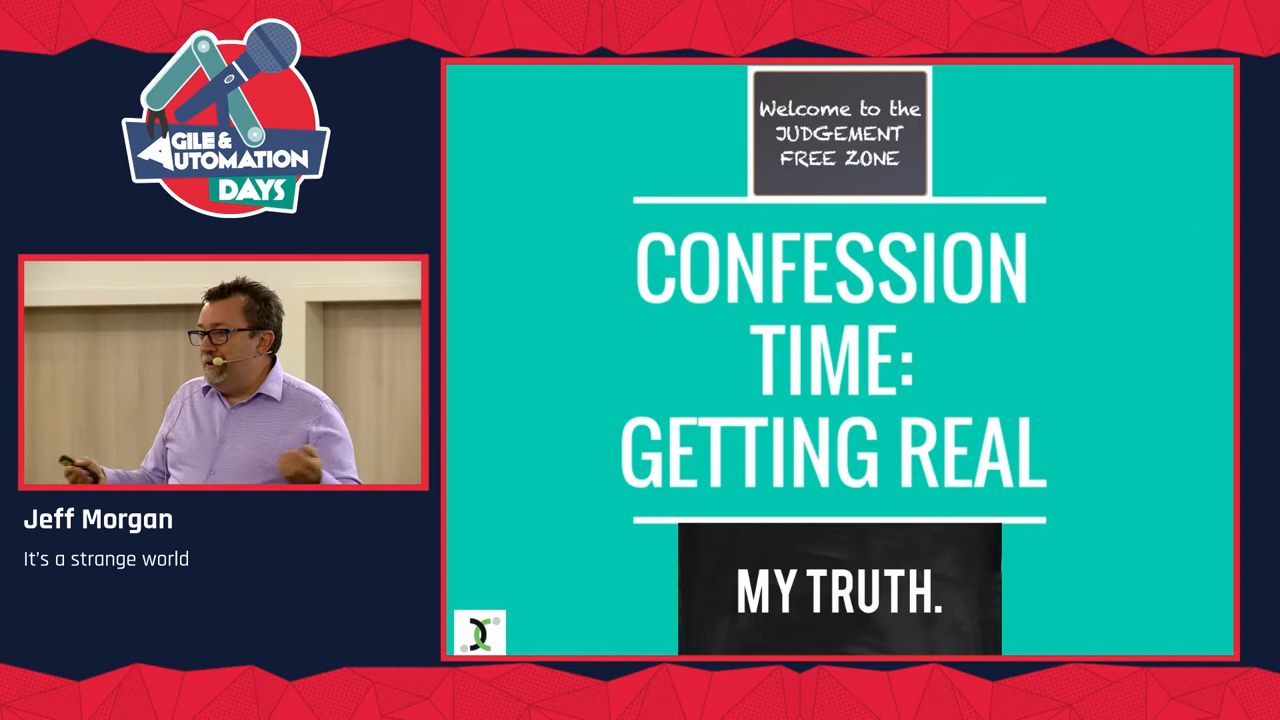 AGILE &
AUTOMATION
DAYS
Jeff Morgan
It's a strange world
Welcome to the
JUDGEMENT
FREE ZONE
CONFESSION
TIME:
GETTING REAL
MY TRUTH.